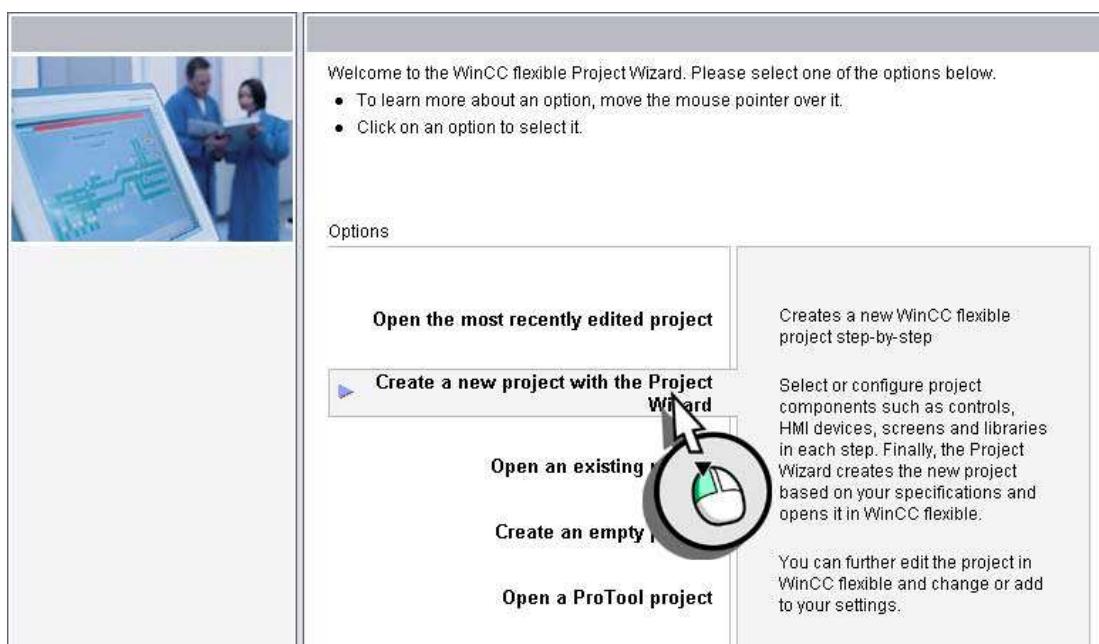 Welcome to the WinCC flexible Project Wizard. Please select one of the options below.
• To learn more about an option, move the mouse pointer over it.
• Click on an option to select it.
Options
Open the most recently edited project
Create a new project with the Project
Wizard
Open an existing
Create an empty
Open a ProTool project
Creates a new WinCC flexible
project step-by-step
Select or configure project
components such as controls,
HMI devices, screens and libraries
in each step. Finally, the Project
Wizard creates the new project
based on your specifications and
opens it in WinCC flexible.
You can further edit the project in
WinCC flexible and change or add
to your settings.